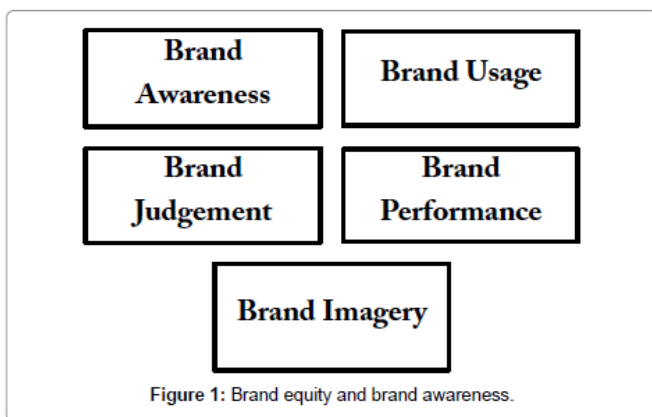 Brand
Awareness
Brand Usage
Brand
Judgement
Brand
Performance
Brand Imagery
Figure 1: Brand equity and brand awareness.